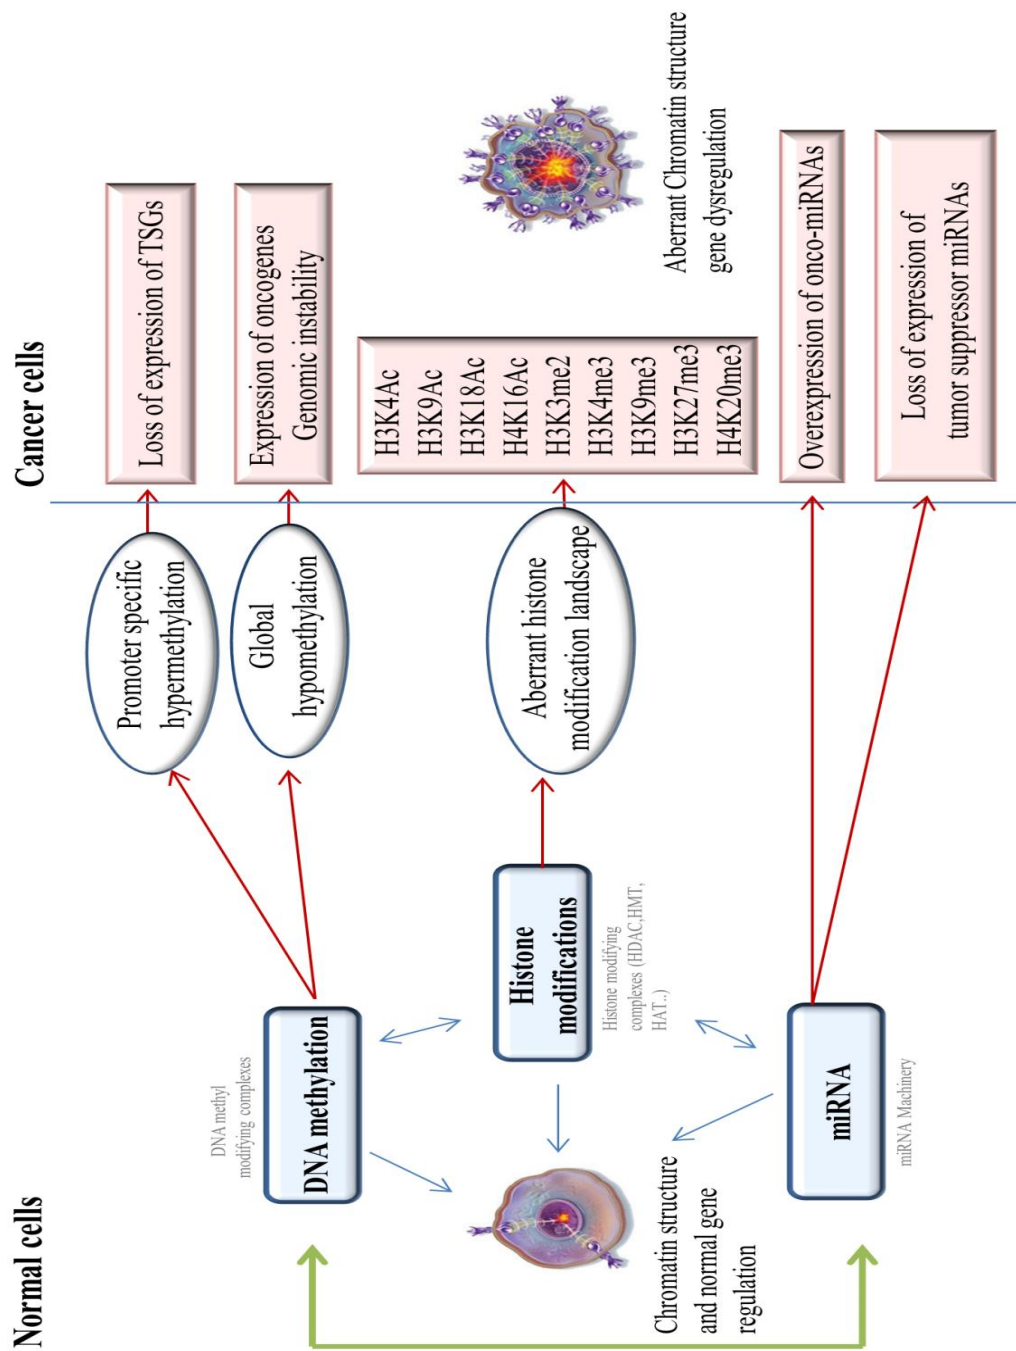 Normal cells
Cancer cells
DNA methyl
modifying complexes
DNA methylation
Promoter specific
hypermethylation
Loss of expression of TSGs
Global
hypomethylation
Expression of oncogenes
Genomic instability
Histone
modifications
Histone modifying
complexes (HDAC,HMT,
HAT..)
Aberrant histone
modification landscape
H3K4Ac
H3K9Ac
H3K18Ac
H4K16Ac
H3K3me2
H3K4me3
H3K9me3
H3K27me3
H4K20me3
Chromatin structure
and normal gene
regulation
Aberrant Chromatin structure
gene dysregulation
miRNA
miRNA Machinery
Overexpression of onco-miRNAs
Loss of expression of
tumor suppressor miRNAs